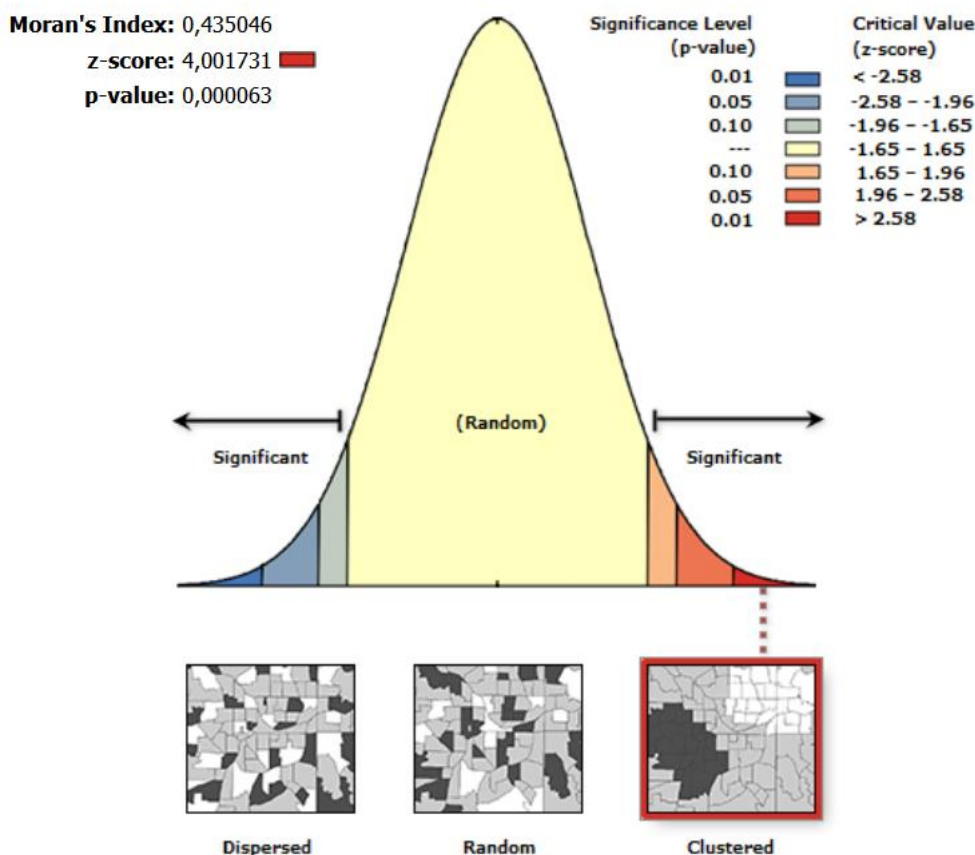 Moran's Index: 0,435046
z-score: 4,001731
p-value: 0,000063
Significance Level Critical Value
(p-value) (z-score)
0.01 < -2.58
0.05 -2.58 – -1.96
0.10 -1.96 – -1.65
--- -1.65 – 1.65
0.10 1.65 – 1.96
0.05 1.96 – 2.58
0.01 > 2.58
(Random)
Significant Significant
Dispersed Random Clustered